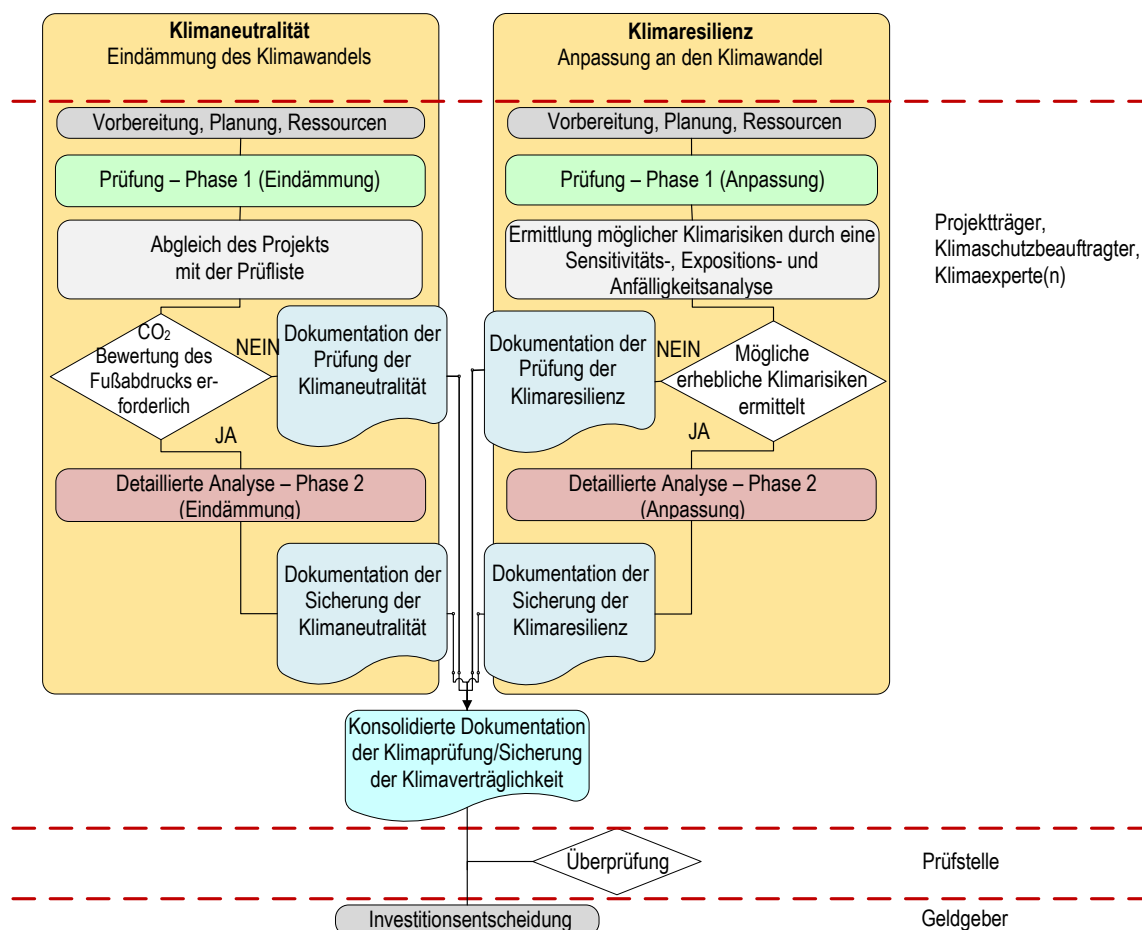 Klimaneutralität
Eindämmung des Klimawandels
Vorbereitung, Planung, Ressourcen
Prüfung – Phase 1 (Eindämmung)
Abgleich des Projekts
mit der Prüfliste
CO₂
Bewertung des
Fußabdrucks er-
forderlich
NEIN
Dokumentation der
Prüfung der
Klimaneutralität
JA
Detaillierte Analyse – Phase 2
(Eindämmung)
Dokumentation der
Sicherung der
Klimaneutralität
Klimaresilienz
Anpassung an den Klimawandel
Vorbereitung, Planung, Ressourcen
Prüfung – Phase 1 (Anpassung)
Ermittlung möglicher Klimarisiken durch eine
Sensitivitäts-, Expositions- und
Anfälligkeitsanalyse
Mögliche
erhebliche Klimarisiken
ermittelt
NEIN
Dokumentation der
Prüfung der
Klimaresilienz
JA
Detaillierte Analyse – Phase 2
(Anpassung)
Dokumentation der
Sicherung der
Klimaresilienz
Projektträger,
Klimaschutzbeauftragter,
Klimaexperte(n)
Konsolidierte Dokumentation
der Klimaprüfung/Sicherung
der Klimaverträglichkeit
Überprüfung
Prüfstelle
Investitionsentscheidung
Geldgeber